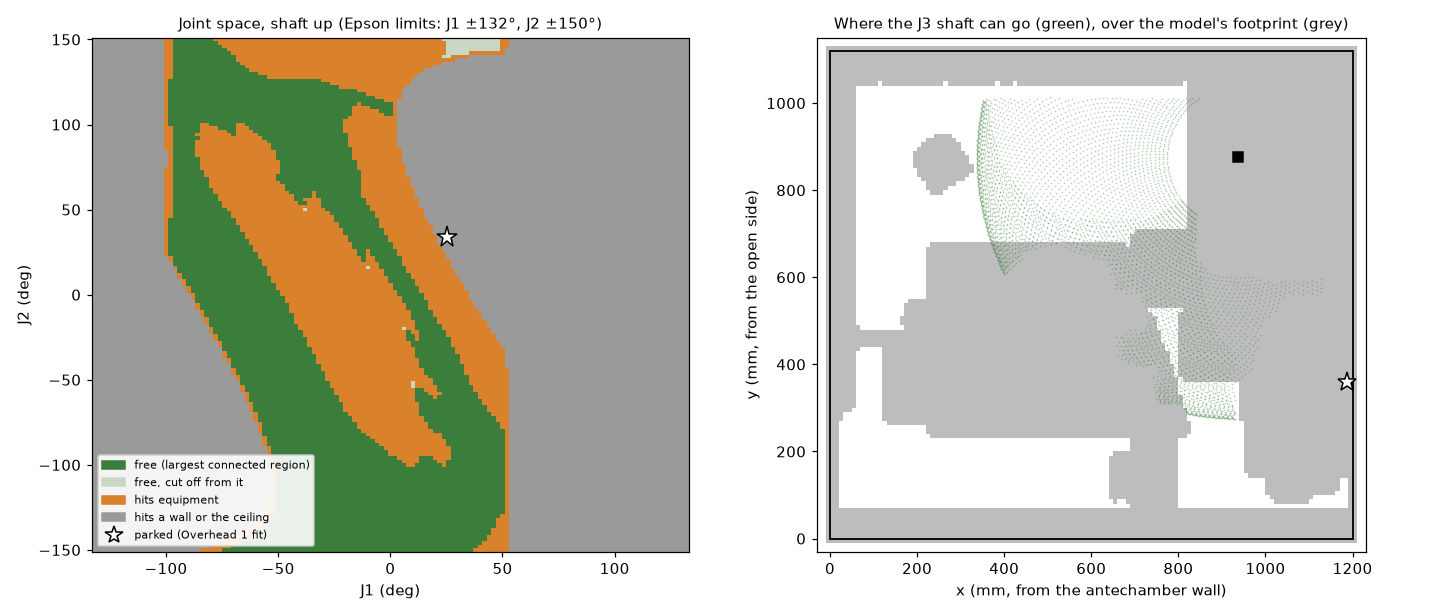 Joint space, shaft up (Epson limits: J1 ±132°, J2 ±150°)
150
100
50
0
−50
−100
−150
J2 (deg)
free (largest connected region)
free, cut off from it
hits equipment
hits a wall or the ceiling
parked (Overhead 1 fit)
−100
−50
0
50
100
J1 (deg)
Where the J3 shaft can go (green), over the model's footprint (grey)
1000
800
600
400
200
0
y (mm, from the open side)
0
200
400
600
800
1000
1200
x (mm, from the antechamber wall)